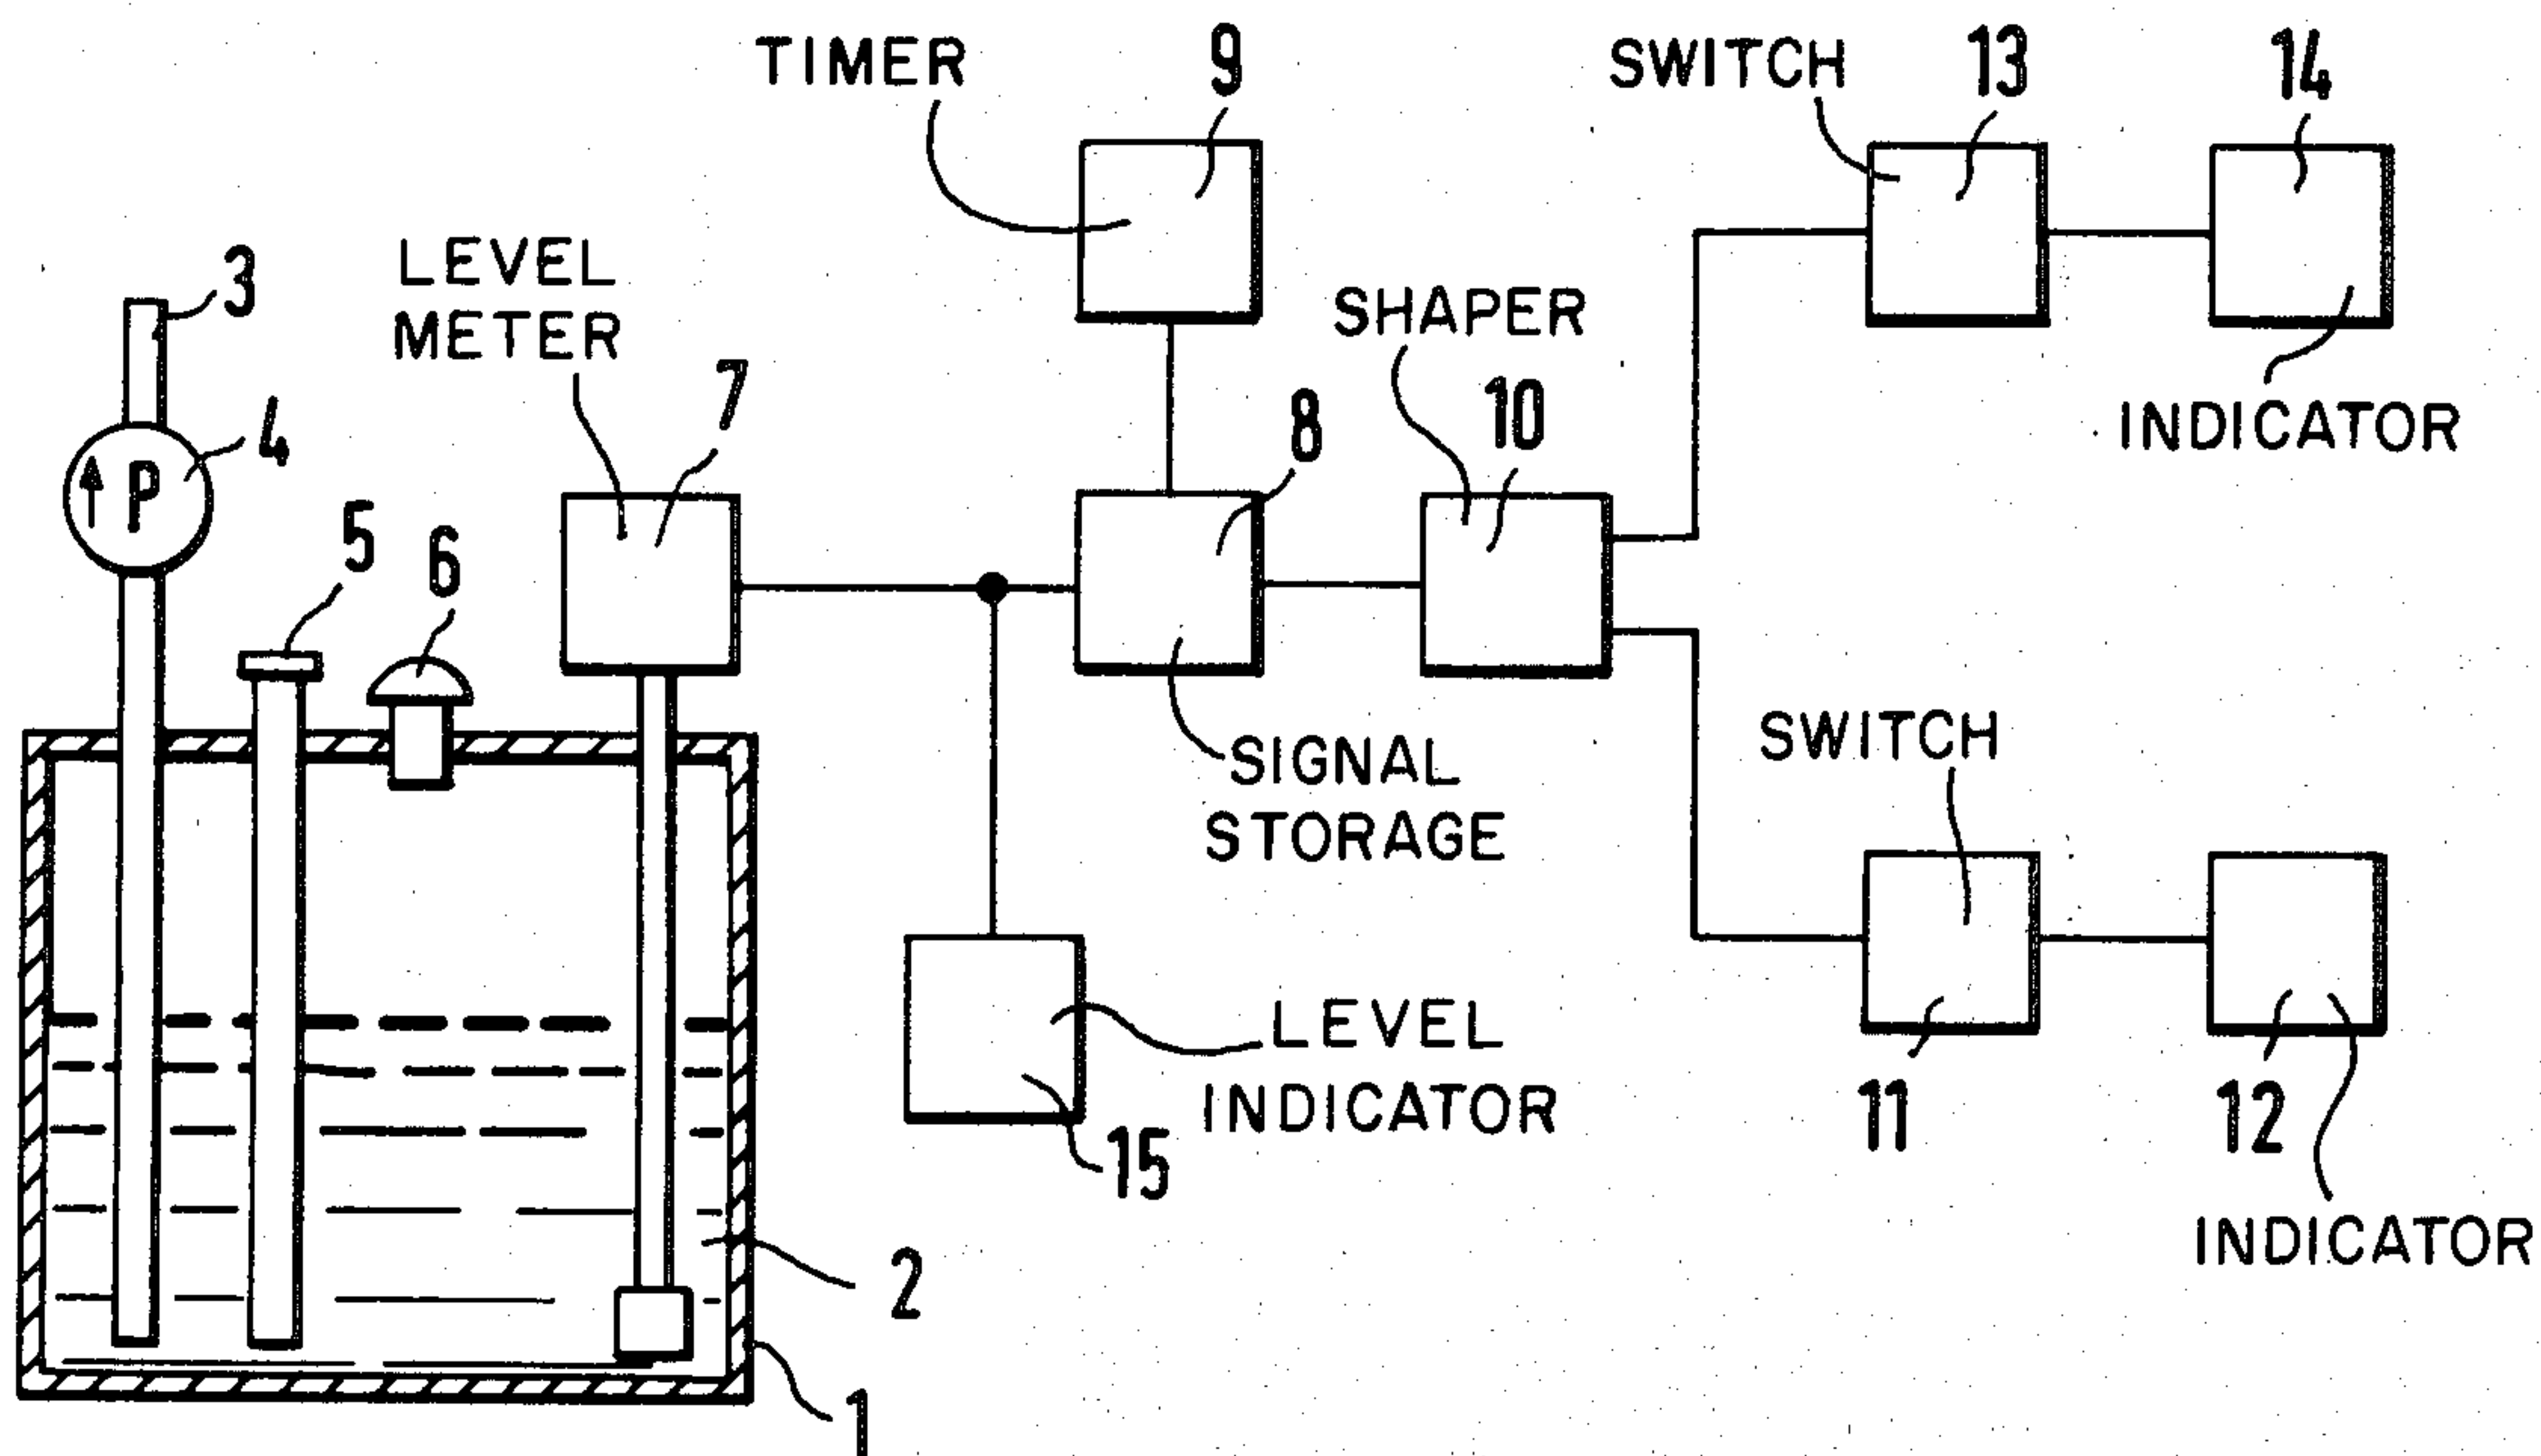 TIMER
9
SWITCH
13
14
3
LEVEL
METER
7
SHAPER
10
INDICATOR
4
P
8
5
6
SIGNAL
STORAGE
SWITCH
LEVEL
INDICATOR
15
11
12
2
INDICATOR
1